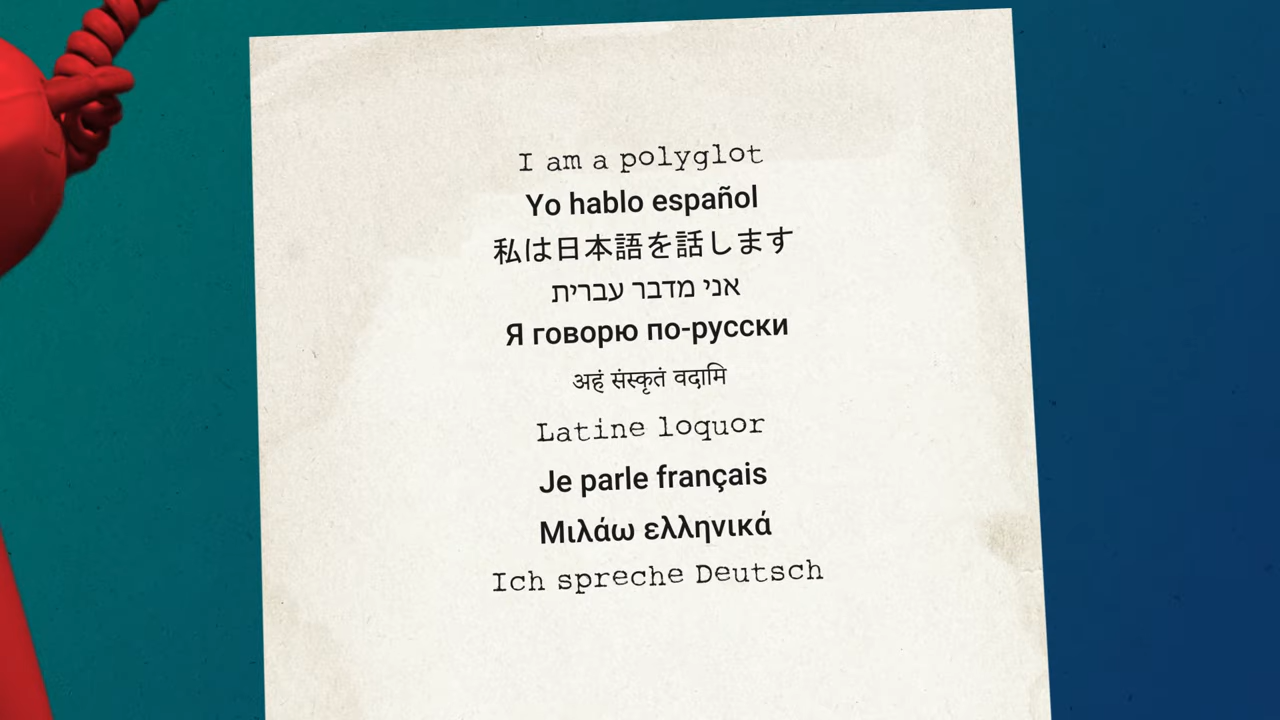 I am a polyglot
Yo hablo español
私は日本語を話します
אני מדבר עברית
Я говорю по-русски
अहं संस्कृतं वदामि
Latine loquor
Je parle français
Μιλάω ελληνικά
Ich spreche Deutsch